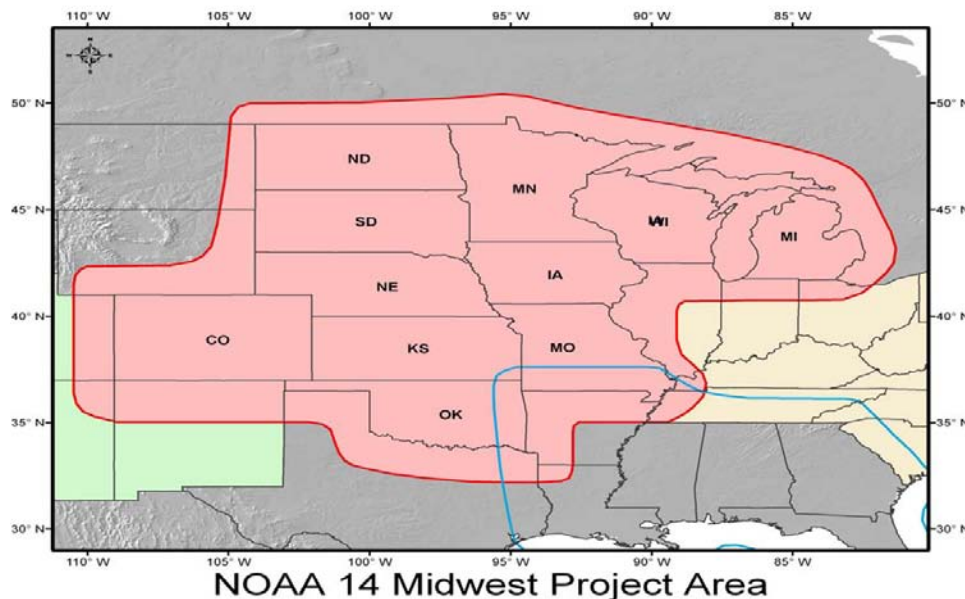 110° W 105° W 100° W 95° W 90° W 85° W
50° N 50° N
ND
MN
45° N 45° N
SD WI MI
NE IA
40° N 40° N
CO KS MO
35° N OK 35° N
30° N 30° N
110° W 105° W 100° W 95° W 90° W 85° W
NOAA 14 Midwest Project Area